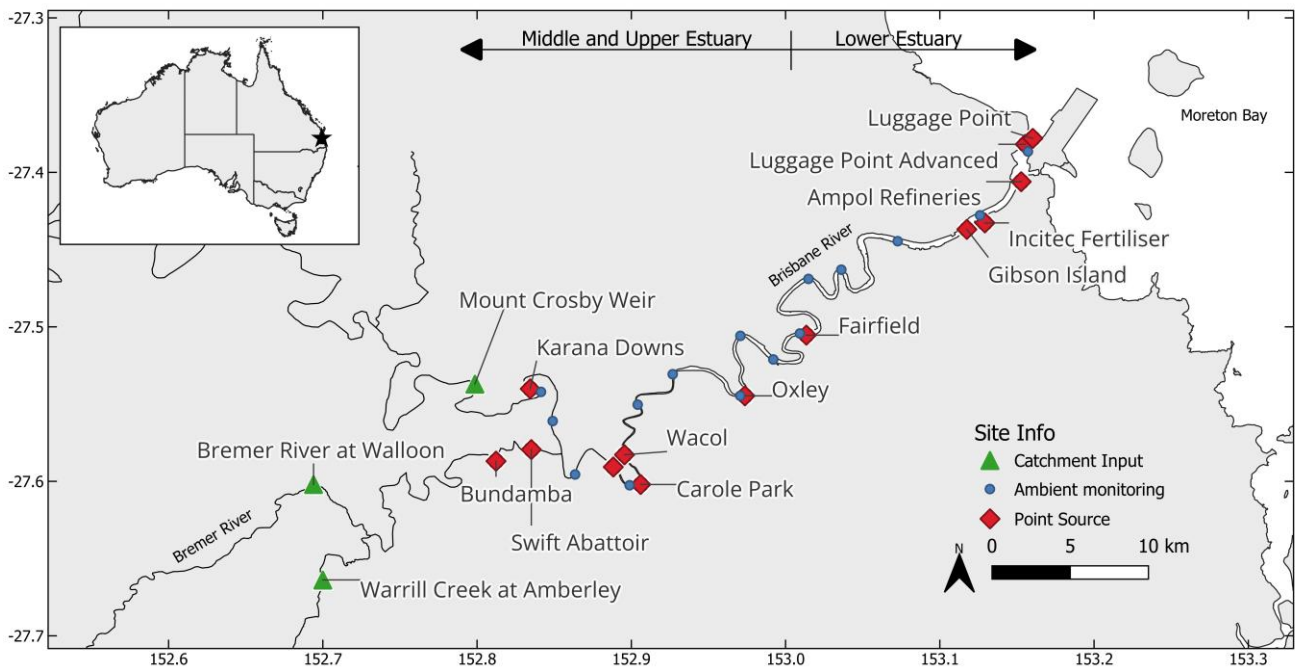 Middle and Upper Estuary
Lower Estuary
-27.3
-27.4
-27.5
-27.6
-27.7
Moreton Bay
Luggage Point
Luggage Point Advanced
Ampol Refineries
Incitec Fertiliser
Gibson Island
Brisbane River
Mount Crosby Weir
Karana Downs
Fairfield
Oxley
Bremer River at Walloon
Wacol
Bundamba
Carole Park
Swift Abattoir
Bremer River
Warrill Creek at Amberley
Site Info
Catchment Input
Ambient monitoring
Point Source
N
0 5 10 km
152.6 152.7 152.8 152.9 153.0 153.1 153.2 153.3